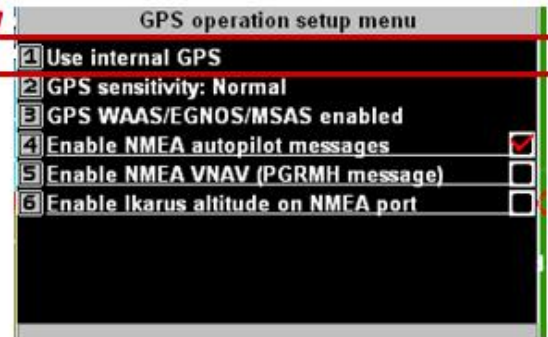 GPS operation setup menu
1 Use internal GPS
2 GPS sensitivity: Normal
3 GPS WAAS/EGNOS/MSAS enabled
4 Enable NMEA autopilot messages
5 Enable NMEA VNAV (PGRMH message)
6 Enable Ikarus altitude on NMEA port